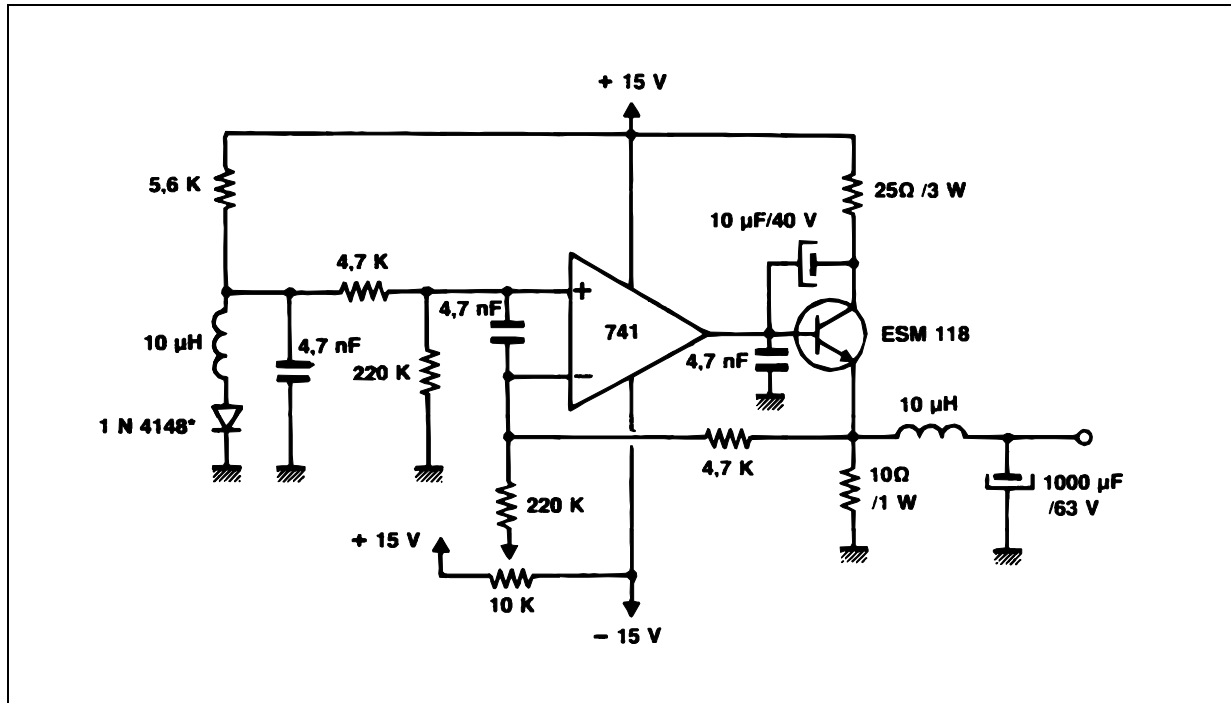 + 15 V
5,6 K
25Ω /3 W
10 µF/40 V
4,7 K
4,7 nF
+
741
ESM 118
10 µH
4,7 nF
220 K
4,7 nF
−
1 N 4148*
10 µH
4,7 K
10Ω
/1 W
1000 µF
/63 V
220 K
+ 15 V
10 K
− 15 V